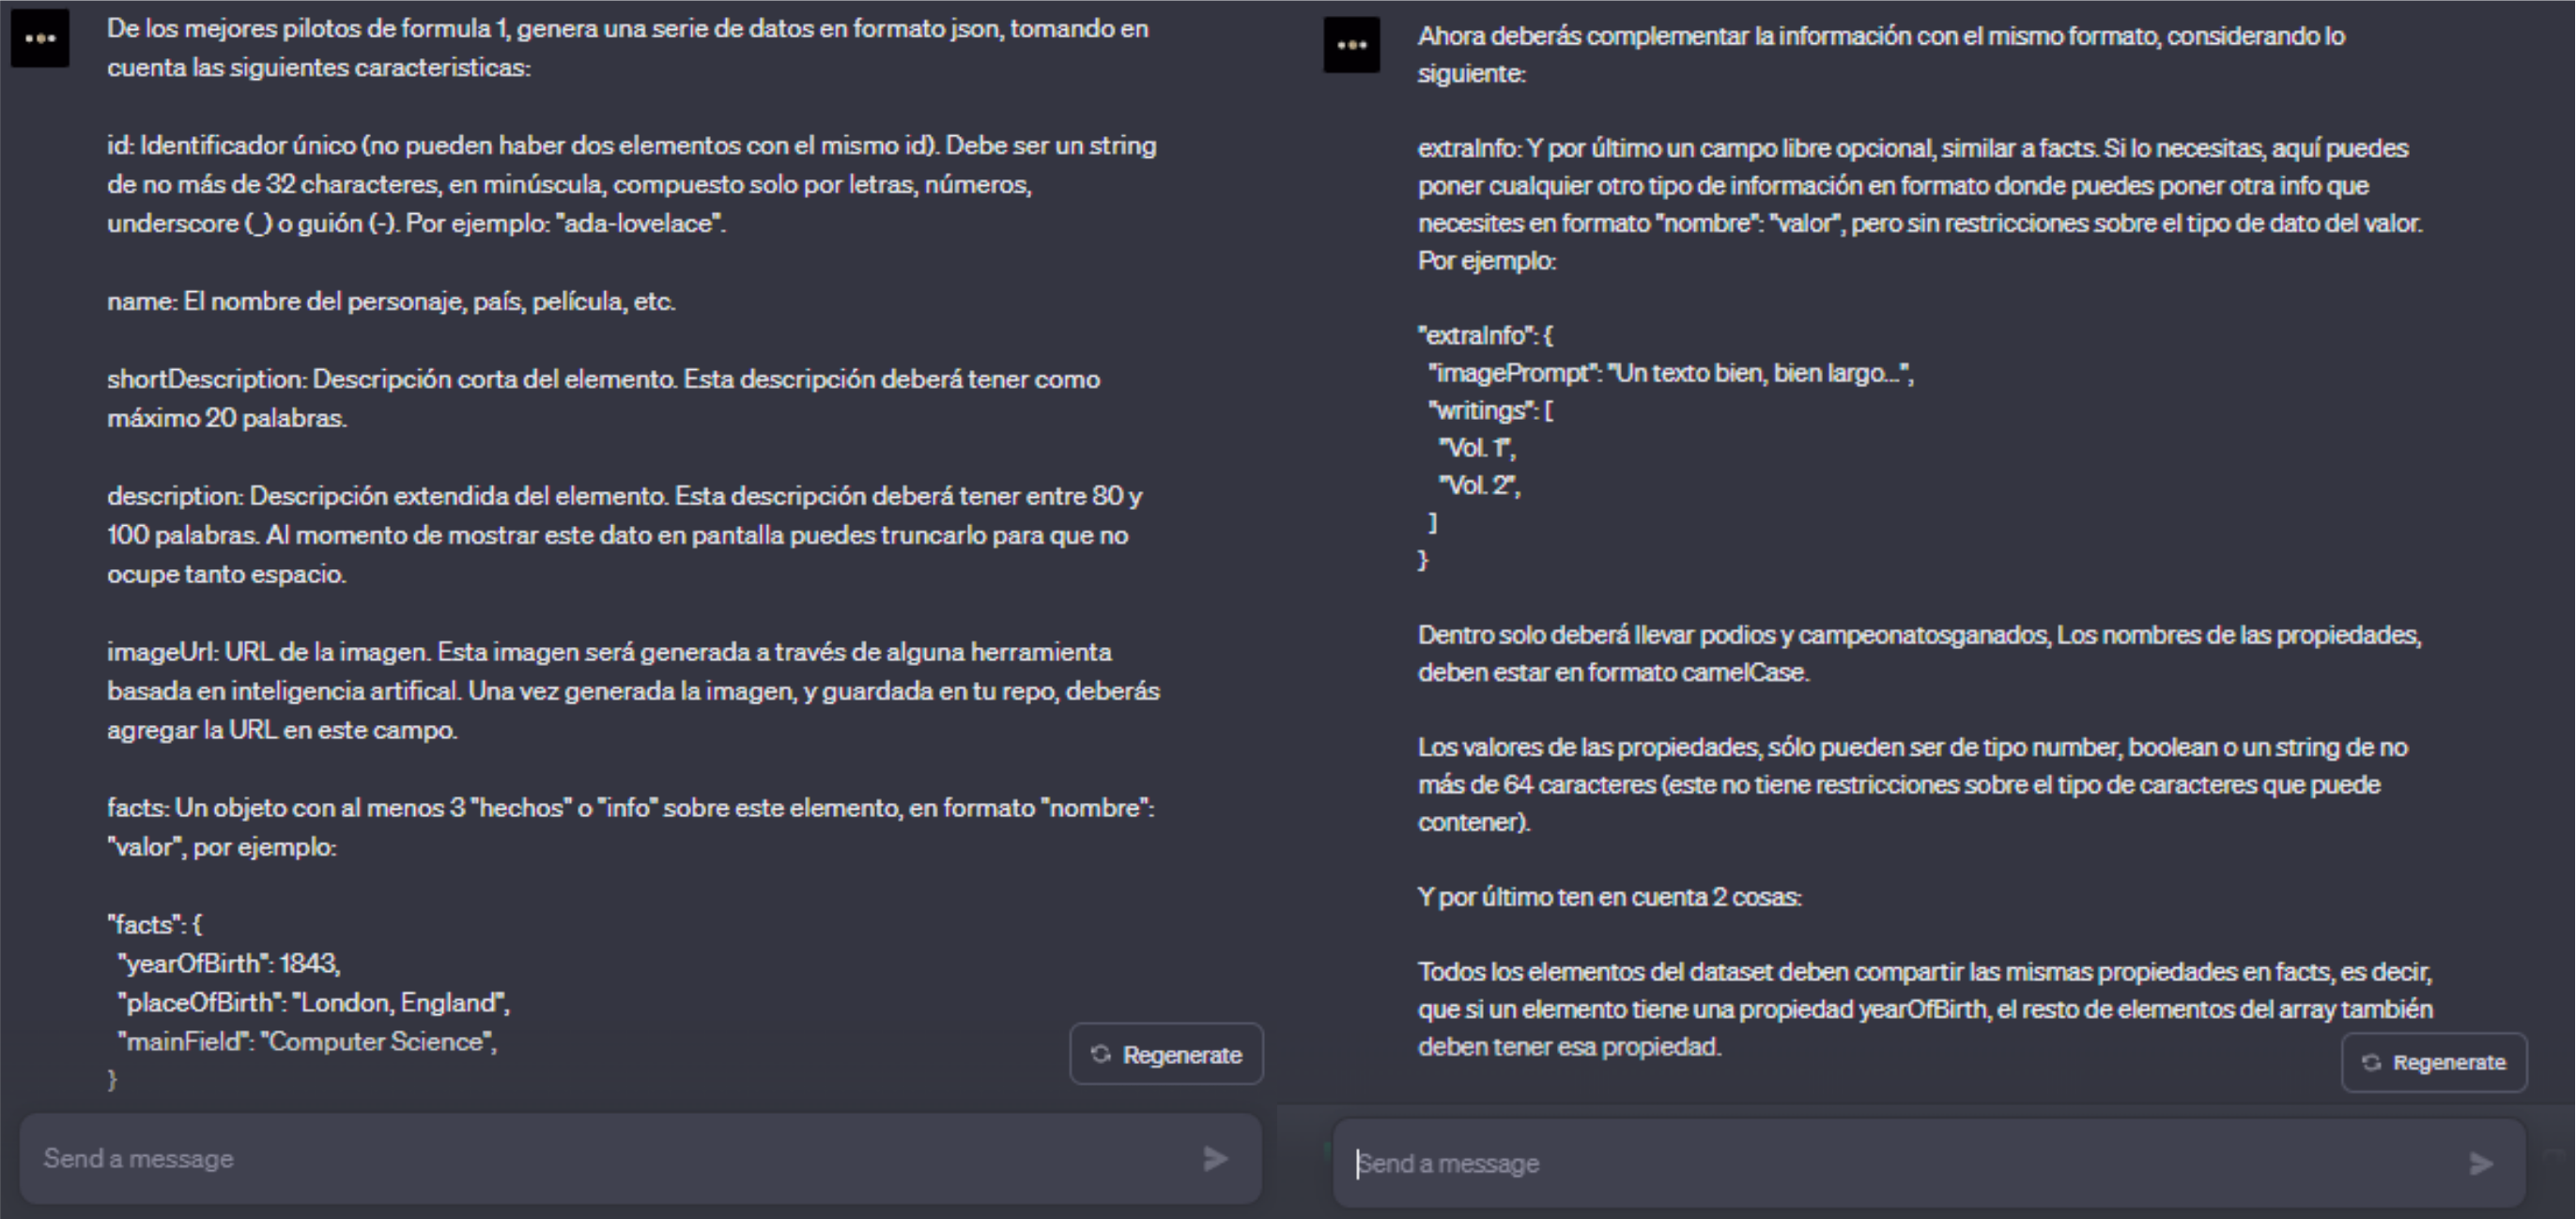 De los mejores pilotos de formula 1, genera una serie de datos en formato json, tomando en
cuenta las siguientes caracteristicas:
id: Identificador único (no pueden haber dos elementos con el mismo id). Debe ser un string
de no más de 32 characteres, en minúscula, compuesto solo por letras, números,
underscore (_) o guión (-). Por ejemplo: "ada-lovelace".
name: El nombre del personaje, país, película, etc.
shortDescription: Descripción corta del elemento. Esta descripción deberá tener como
máximo 20 palabras.
description: Descripción extendida del elemento. Esta descripción deberá tener entre 80 y
100 palabras. Al momento de mostrar este dato en pantalla puedes truncarlo para que no
ocupe tanto espacio.
imageUrl: URL de la imagen. Esta imagen será generada a través de alguna herramienta
basada en inteligencia artifical. Una vez generada la imagen, y guardada en tu repo, deberás
agregar la URL en este campo.
facts: Un objeto con al menos 3 "hechos" o "info" sobre este elemento, en formato "nombre":
"valor", por ejemplo:
"facts": {
"yearOfBirth": 1843,
"placeOfBirth": "London, England",
"mainField": "Computer Science",
}
Regenerate
Send a message
Ahora deberás complementar la información con el mismo formato, considerando lo
siguiente:
extraInfo: Y por último un campo libre opcional, similar a facts. Si lo necesitas, aquí puedes
poner cualquier otro tipo de información en formato donde puedes poner otra info que
necesites en formato "nombre": "valor", pero sin restricciones sobre el tipo de dato del valor.
Por ejemplo:
"extraInfo": {
"imagePrompt": "Un texto bien, bien largo...",
"writings": [
"Vol. 1",
"Vol. 2",
]
}
Dentro solo deberá llevar podios y campeonatosganados, Los nombres de las propiedades,
deben estar en formato camelCase.
Los valores de las propiedades, sólo pueden ser de tipo number, boolean o un string de no
más de 64 caracteres (este no tiene restricciones sobre el tipo de caracteres que puede
contener).
Y por último ten en cuenta 2 cosas:
Todos los elementos del dataset deben compartir las mismas propiedades en facts, es decir,
que si un elemento tiene una propiedad yearOfBirth, el resto de elementos del array también
deben tener esa propiedad.
Regenerate
Send a message